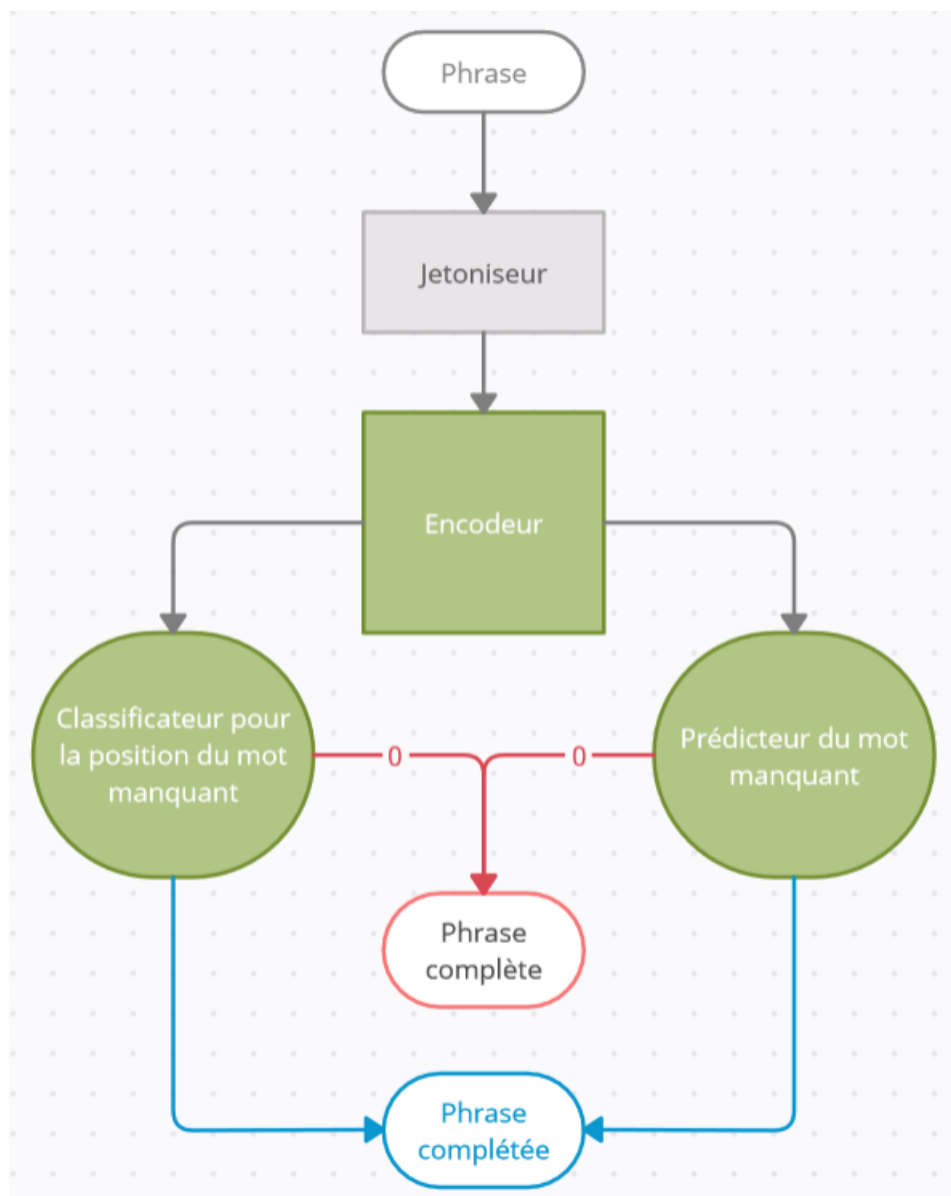 Phrase
Jetoniseur
Encodeur
Classificateur pour
la position du mot
manquant
Prédicteur du mot
manquant
0
0
Phrase
complète
Phrase
complétée